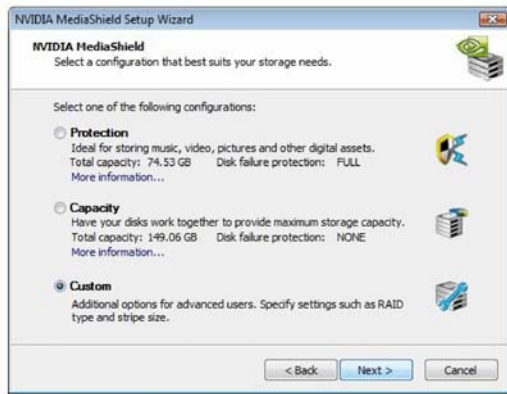 NVIDIA MediaShield Setup Wizard
NVIDIA MediaShield
Select a configuration that best suits your storage needs.
Select one of the following configurations:
Protection
Ideal for storing music, video, pictures and other digital assets.
Total capacity: 74.53 GB Disk failure protection: FULL
More information...
Capacity
Have your disks work together to provide maximum storage capacity.
Total capacity: 149.06 GB Disk failure protection: NONE
More information...
Custom
Additional options for advanced users. Specify settings such as RAID
type and stripe size.
< Back Next > Cancel